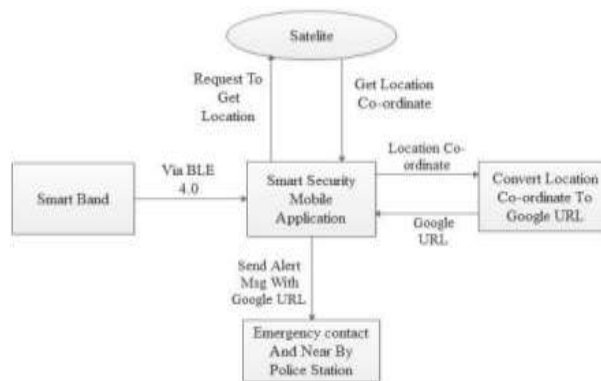 Satelite
Request To
Get
Location
Get Location
Co-ordinate
Via BLE
4.0
Location Co-
ordinate
Smart Band
Smart Security
Mobile
Application
Convert Location
Co-ordinate To
Google URL
Google
URL
Send Alert
Msg With
Google URL
Emergency contact
And Near By
Police Station